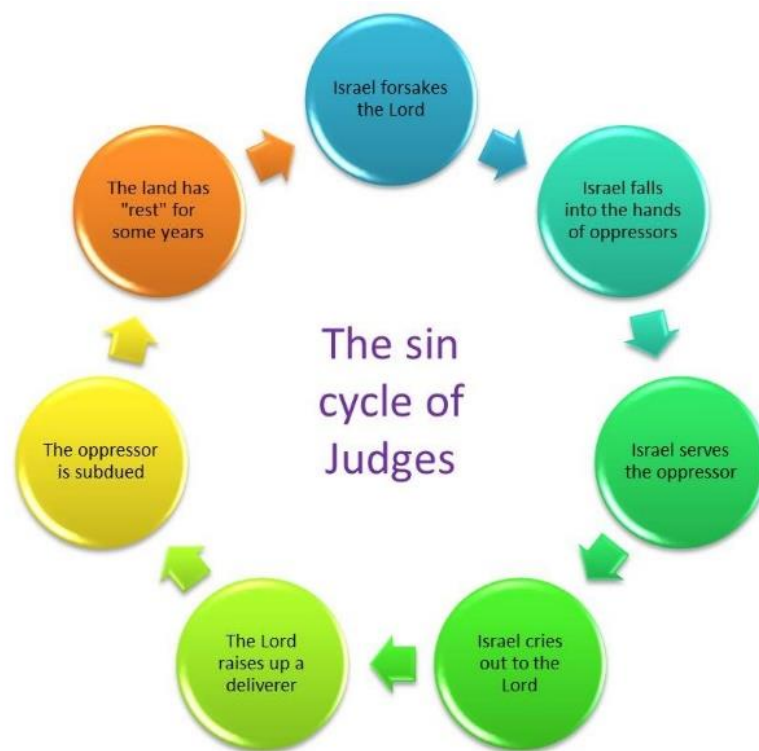 Israel forsakes
the Lord
Israel falls
into the hands
of oppressors
Israel serves
the oppressor
Israel cries
out to the
Lord
The Lord
raises up a
deliverer
The oppressor
is subdued
The land has
"rest" for
some years
The sin
cycle of
Judges